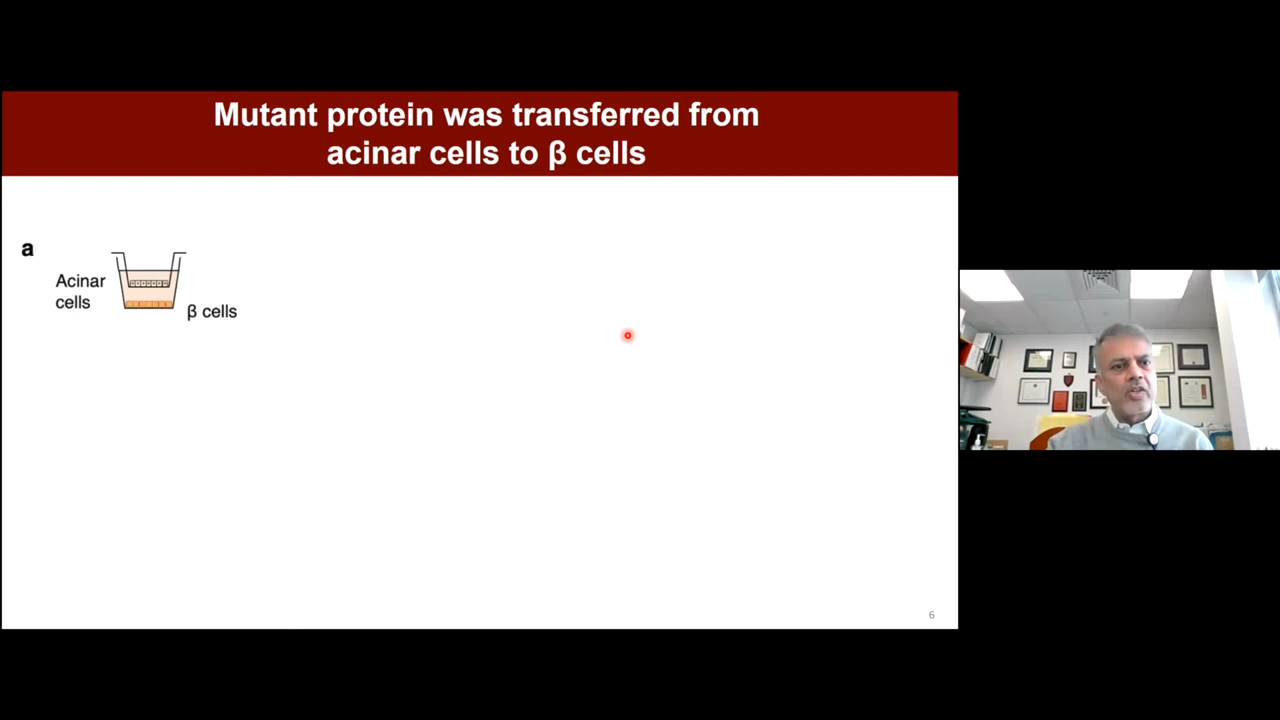 Mutant protein was transferred from
acinar cells to β cells
a
Acinar
cells
β cells
6